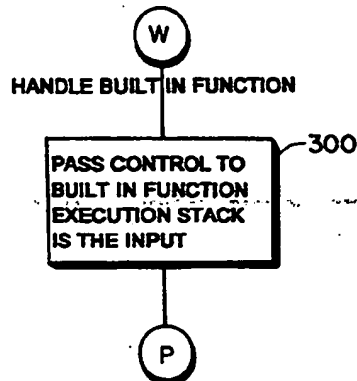 W
HANDLE BUILT IN FUNCTION
300
PASS CONTROL TO
BUILT IN FUNCTION
EXECUTION STACK
IS THE INPUT
P